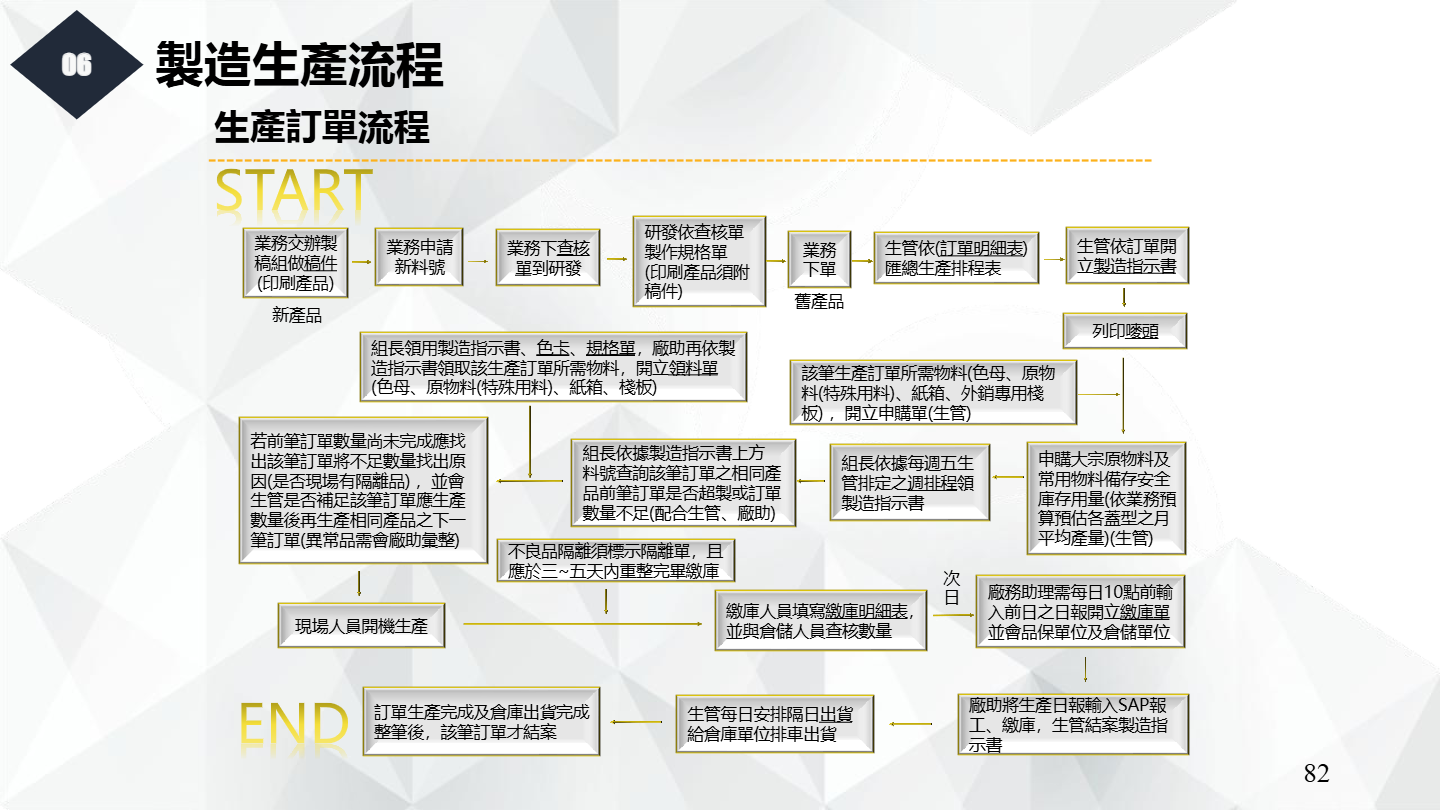 06
製造生產流程
生產訂單流程
START
業務交辦製
稿組做稿件
(印刷產品)
新產品
業務申請
新料號
業務下查核
單到研發
研發依查核單
製作規格單
(印刷產品須附
稿件)
業務
下單
舊產品
生管依(訂單明細表)
匯總生產排程表
生管依訂單開
立製造指示書
列印嘜頭
組長領用製造指示書、色卡、規格單，廠助再依製
造指示書領取該生產訂單所需物料，開立領料單
(色母、原物料(特殊用料)、紙箱、棧板)
該筆生產訂單所需物料(色母、原物
料(特殊用料)、紙箱、外銷專用棧
板) ，開立申購單(生管)
若前筆訂單數量尚未完成應找
出該筆訂單將不足數量找出原
因(是否現場有隔離品) ，並會
生管是否補足該筆訂單應生產
數量後再生產相同產品之下一
筆訂單(異常品需會廠助彙整)
組長依據製造指示書上方
料號查詢該筆訂單之相同產
品前筆訂單是否超製或訂單
數量不足(配合生管、廠助)
組長依據每週五生
管排定之週排程領
製造指示書
申購大宗原物料及
常用物料備存安全
庫存用量(依業務預
算預估各蓋型之月
平均產量)(生管)
不良品隔離須標示隔離單，且
應於三~五天內重整完畢繳庫
現場人員開機生產
繳庫人員填寫繳庫明細表，
並與倉儲人員查核數量
次
日
廠務助理需每日10點前輸
入前日之日報開立繳庫單
並會品保單位及倉儲單位
END
訂單生產完成及倉庫出貨完成
整筆後，該筆訂單才結案
生管每日安排隔日出貨
給倉庫單位排車出貨
廠助將生產日報輸入SAP報
工、繳庫，生管結案製造指
示書
82